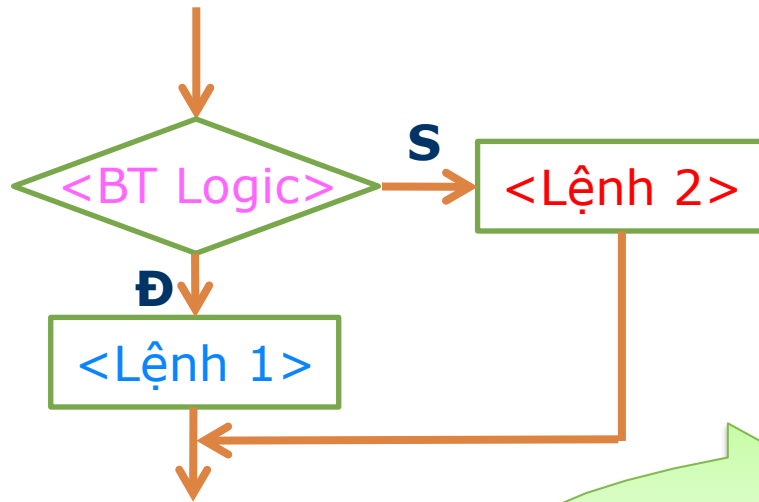 <BT Logic>
S
<Lệnh 2>
Đ
<Lệnh 1>